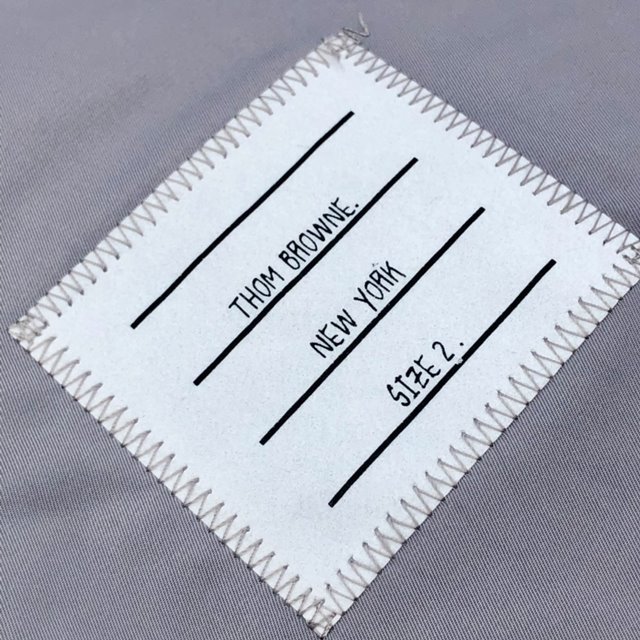 THOM BROWNE.
NEW YORK
SIZE 2.